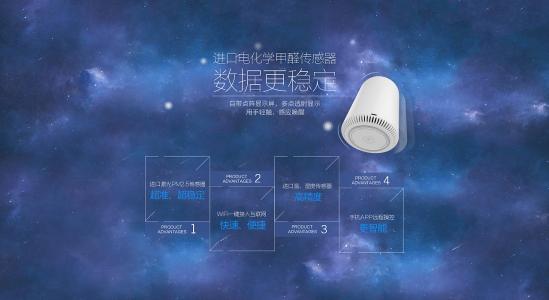 进口电化学甲醛传感器
数据更稳定
自带点阵显示屏，多点透射显示
用手轻触，感应唤醒
进口激光PM2.5传感器
超准、超稳定
PRODUCT
ADVANTAGES 1
PRODUCT
ADVANTAGES 2
WIFI一键接入互联网
快速、便捷
进口温、湿度传感器
高精度
PRODUCT
ADVANTAGES 3
PRODUCT
ADVANTAGES 4
手机APP远程操控
更智能